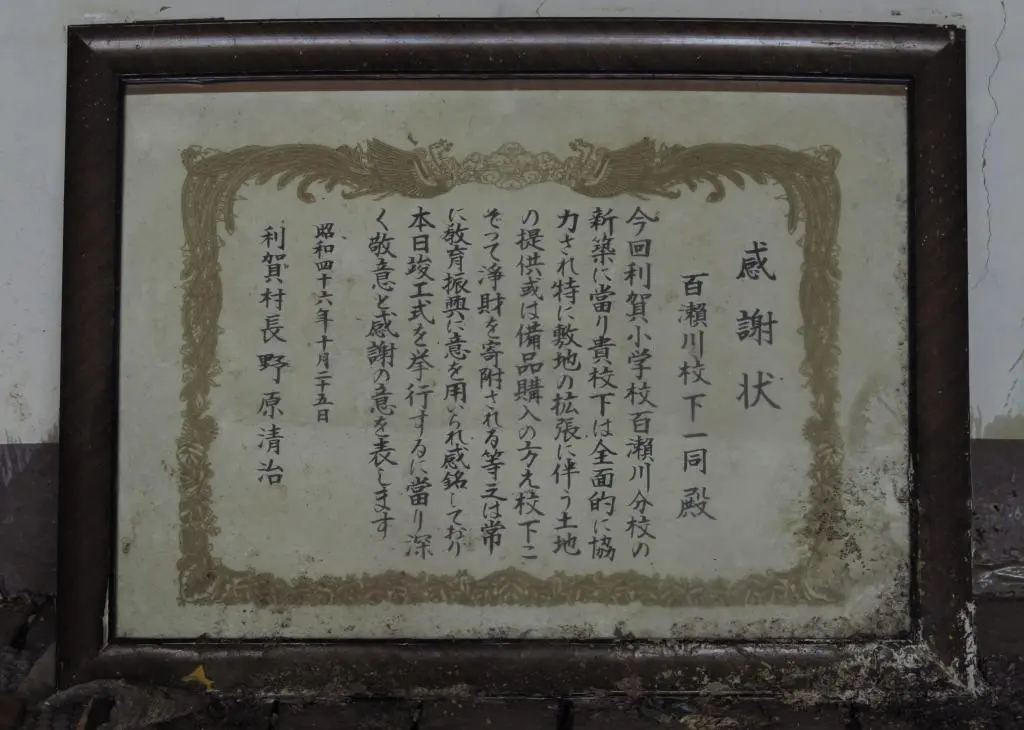 感謝状
百瀬川校下一同殿
今回利賀小学校百瀬川分校の
新築に當り貴校下は全面的に協
力され特に敷地の拡張に伴う土地
の提供或は備品購入の方え校下こ
ぞって浄財を寄附される等又は常
に教育振興に意を用いられ感銘しており
本日竣工式を挙行するに當り深
く敬意と感謝の意を表します
昭和四十六年十月二十五日
利賀村長 野原清治